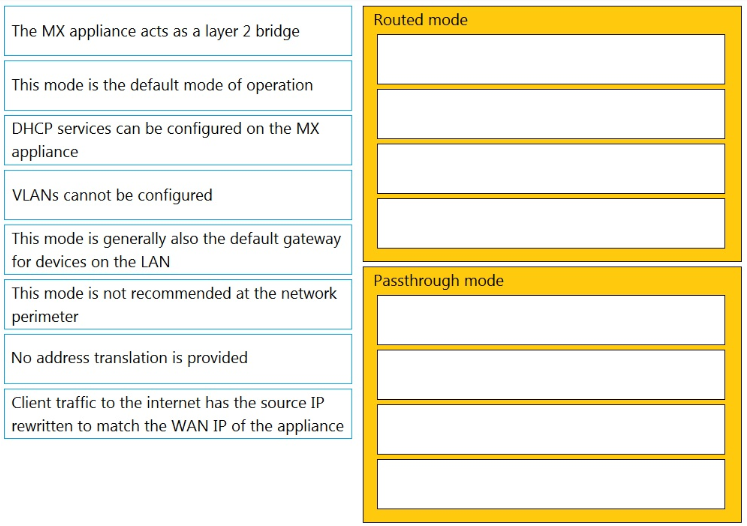 The MX appliance acts as a layer 2 bridge
This mode is the default mode of operation
DHCP services can be configured on the MX
appliance
VLANs cannot be configured
This mode is generally also the default gateway
for devices on the LAN
This mode is not recommended at the network
perimeter
No address translation is provided
Client traffic to the internet has the source IP
rewritten to match the WAN IP of the appliance
Routed mode
Passthrough mode